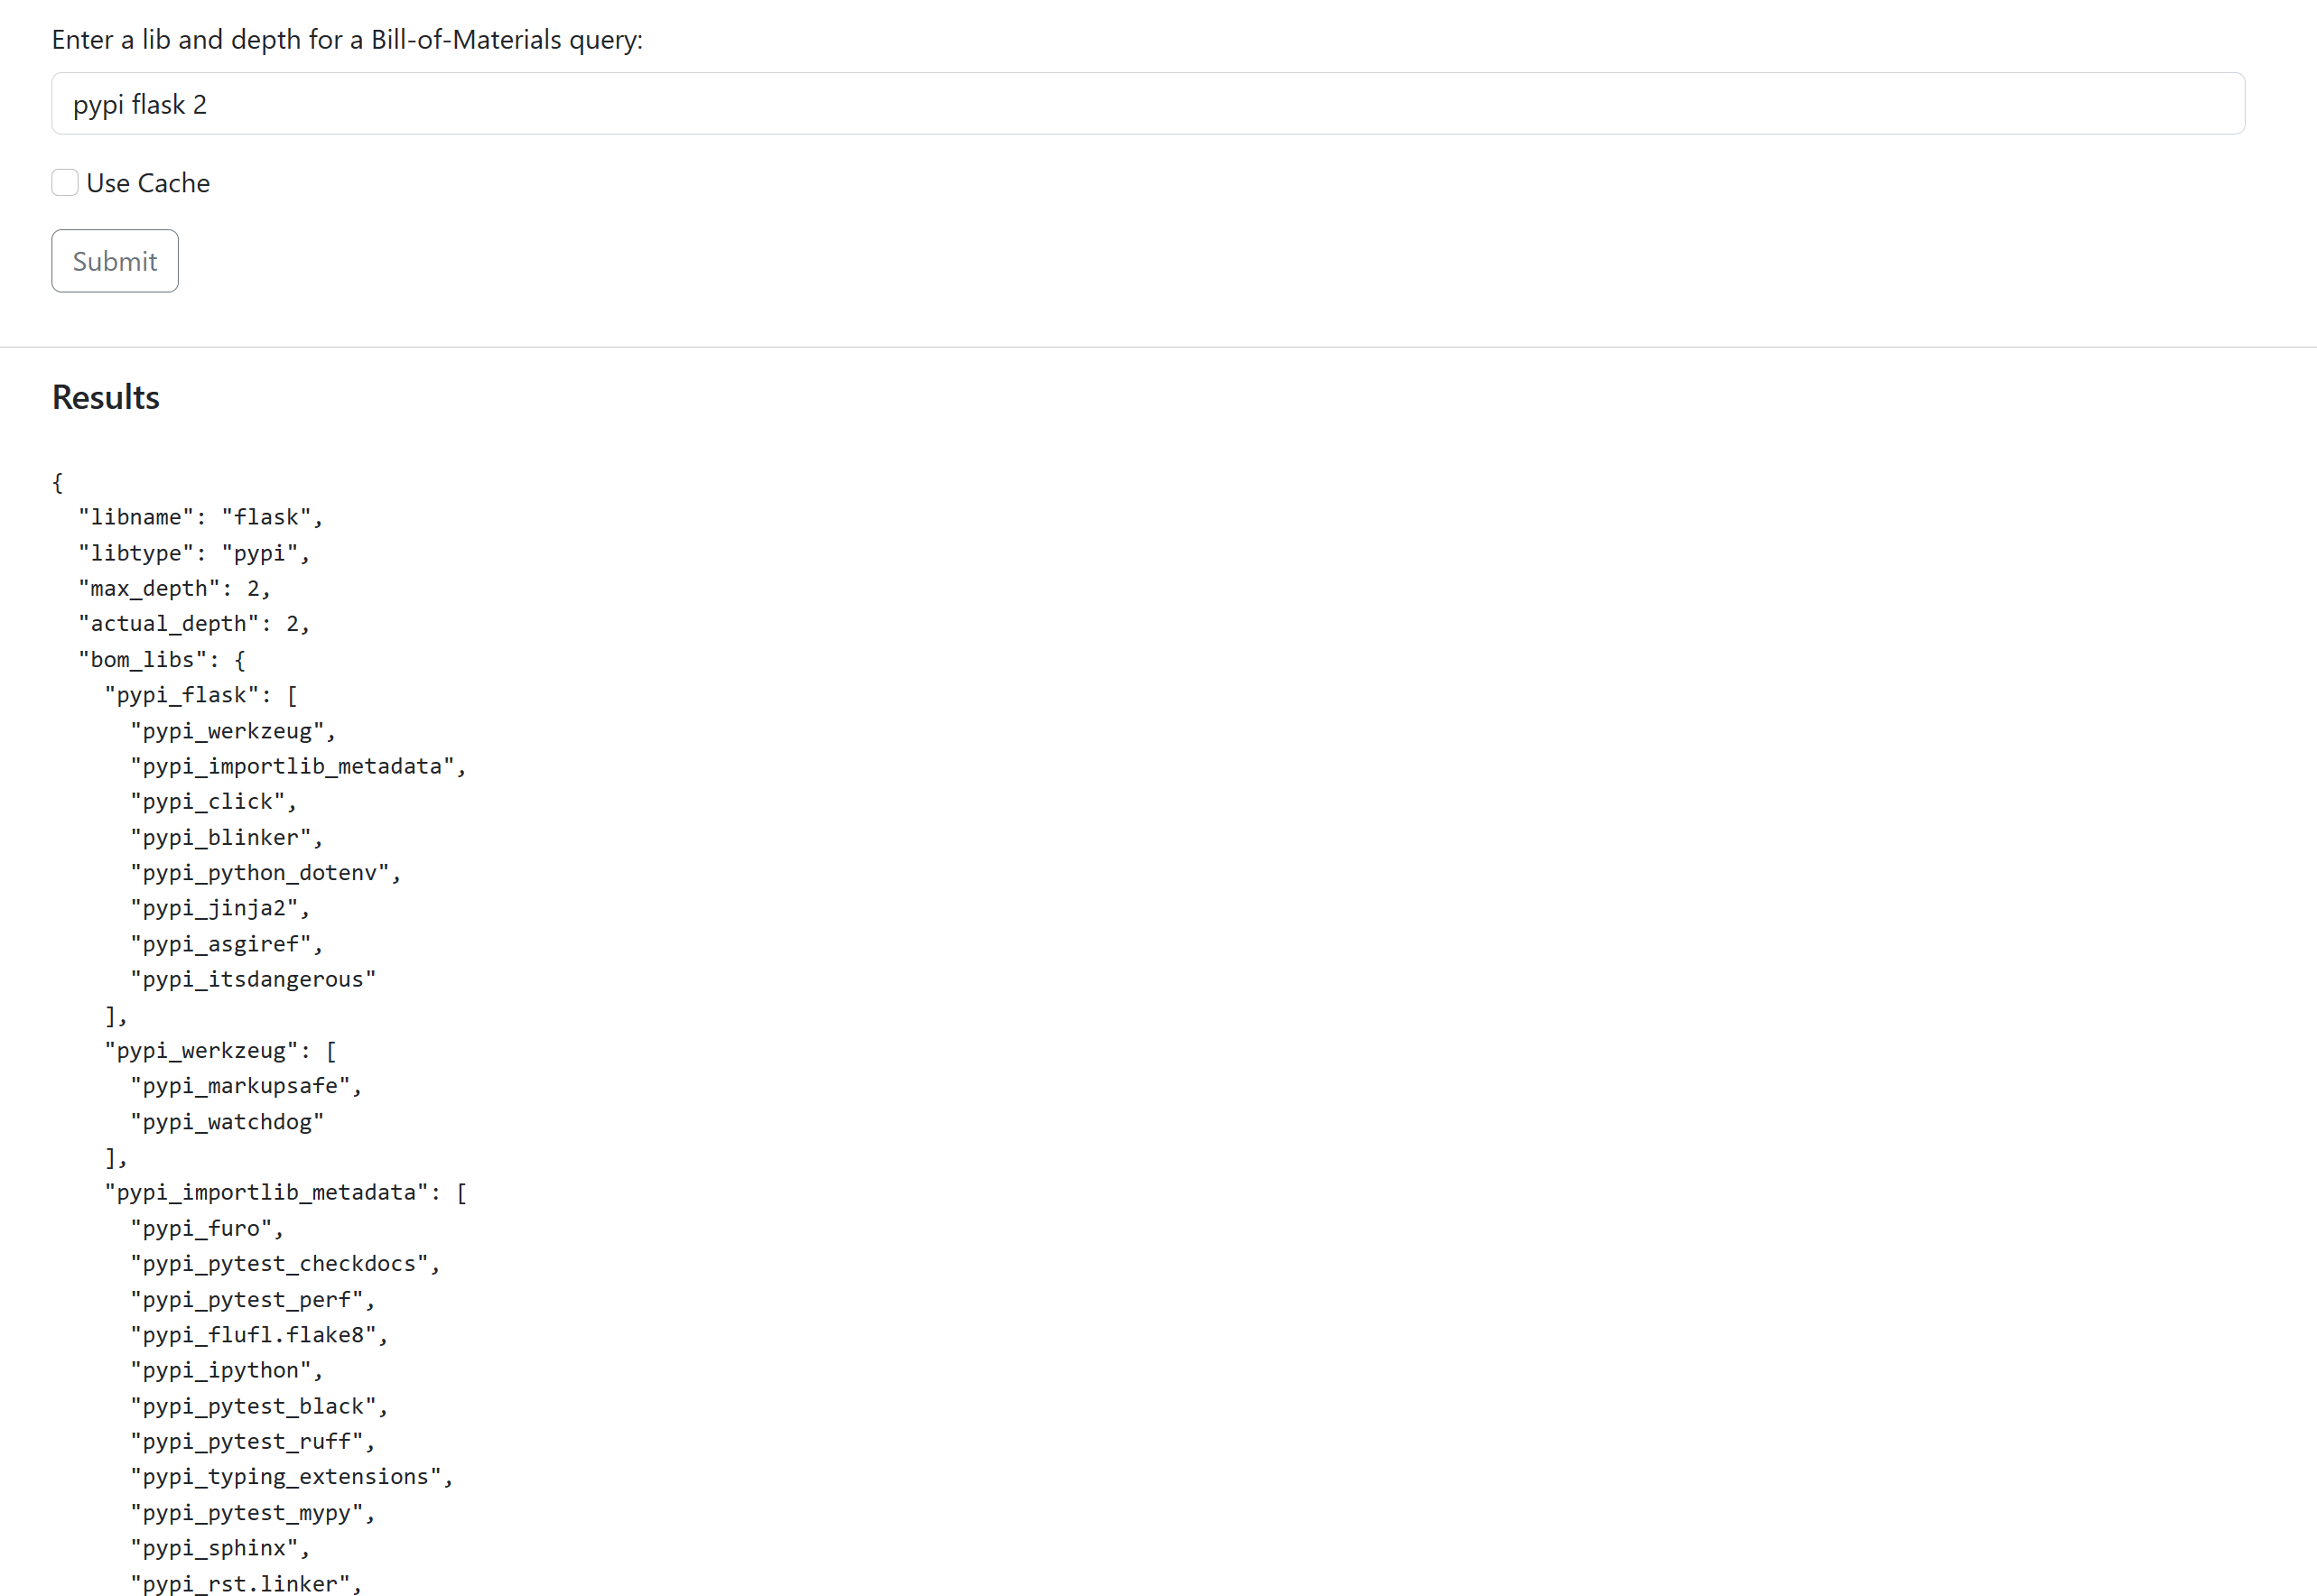 Enter a lib and depth for a Bill-of-Materials query:
pypi flask 2
Use Cache
Submit
Results
{
  "libname": "flask",
  "libtype": "pypi",
  "max_depth": 2,
  "actual_depth": 2,
  "bom_libs": {
    "pypi_flask": [
      "pypi_werkzeug",
      "pypi_importlib_metadata",
      "pypi_click",
      "pypi_blinker",
      "pypi_python_dotenv",
      "pypi_jinja2",
      "pypi_asgiref",
      "pypi_itsdangerous"
    ],
    "pypi_werkzeug": [
      "pypi_markupsafe",
      "pypi_watchdog"
    ],
    "pypi_importlib_metadata": [
      "pypi_furo",
      "pypi_pytest_checkdocs",
      "pypi_pytest_perf",
      "pypi_flufl.flake8",
      "pypi_ipython",
      "pypi_pytest_black",
      "pypi_pytest_ruff",
      "pypi_typing_extensions",
      "pypi_pytest_mypy",
      "pypi_sphinx",
      "pypi_rst.linker",